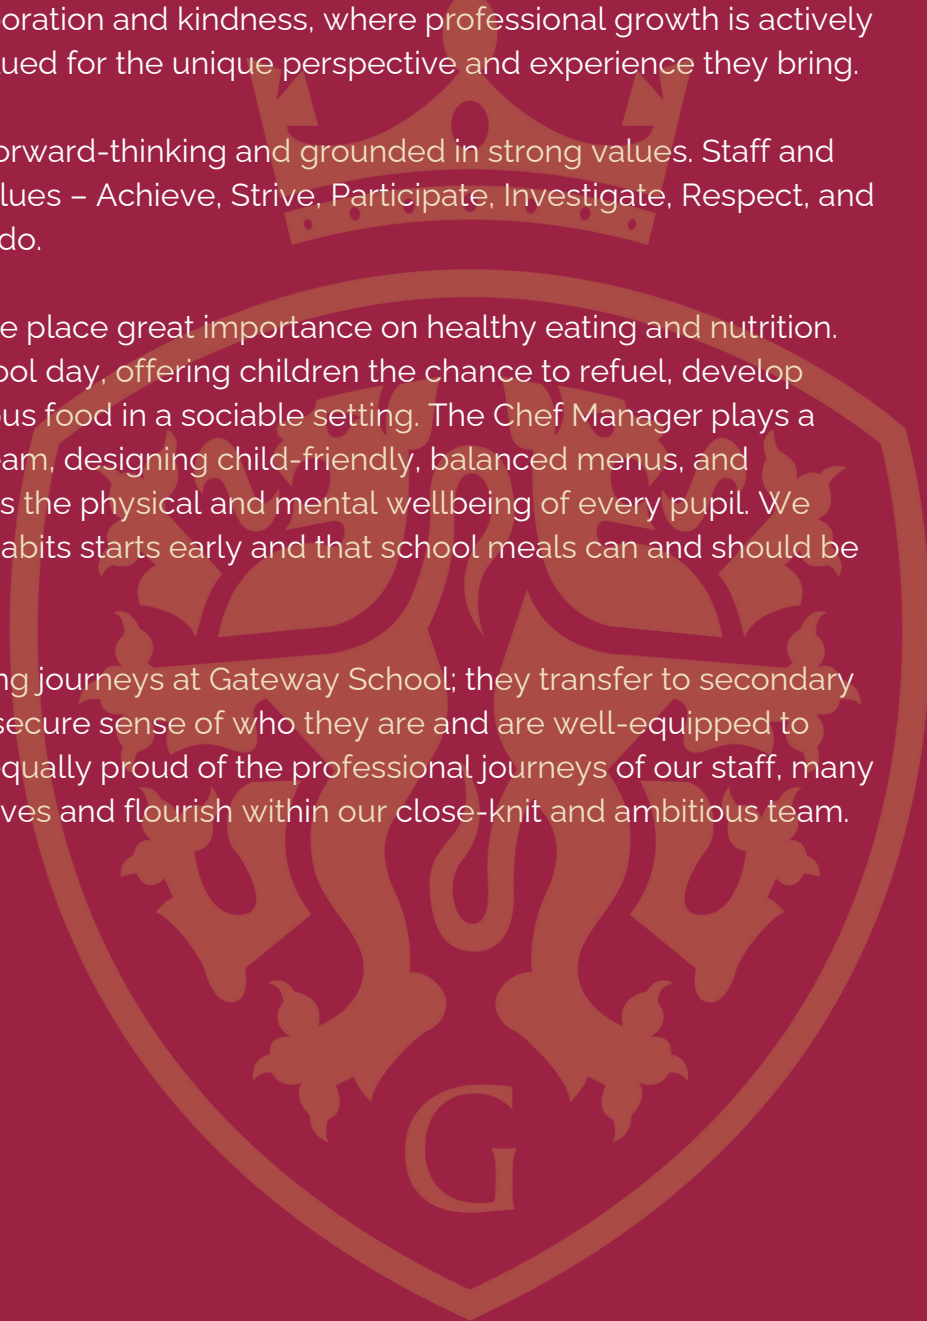 oration and kindness, where professional growth is actively
ued for the unique perspective and experience they bring.
orward-thinking and grounded in strong values. Staff and
lues – Achieve, Strive, Participate, Investigate, Respect, and
do.
e place great importance on healthy eating and nutrition.
ool day, offering children the chance to refuel, develop
ous food in a sociable setting. The Chef Manager plays a
eam, designing child-friendly, balanced menus, and
s the physical and mental wellbeing of every pupil. We
abits starts early and that school meals can and should be
ng journeys at Gateway School; they transfer to secondary
secure sense of who they are and are well-equipped to
equally proud of the professional journeys of our staff, many
ves and flourish within our close-knit and ambitious team.
G